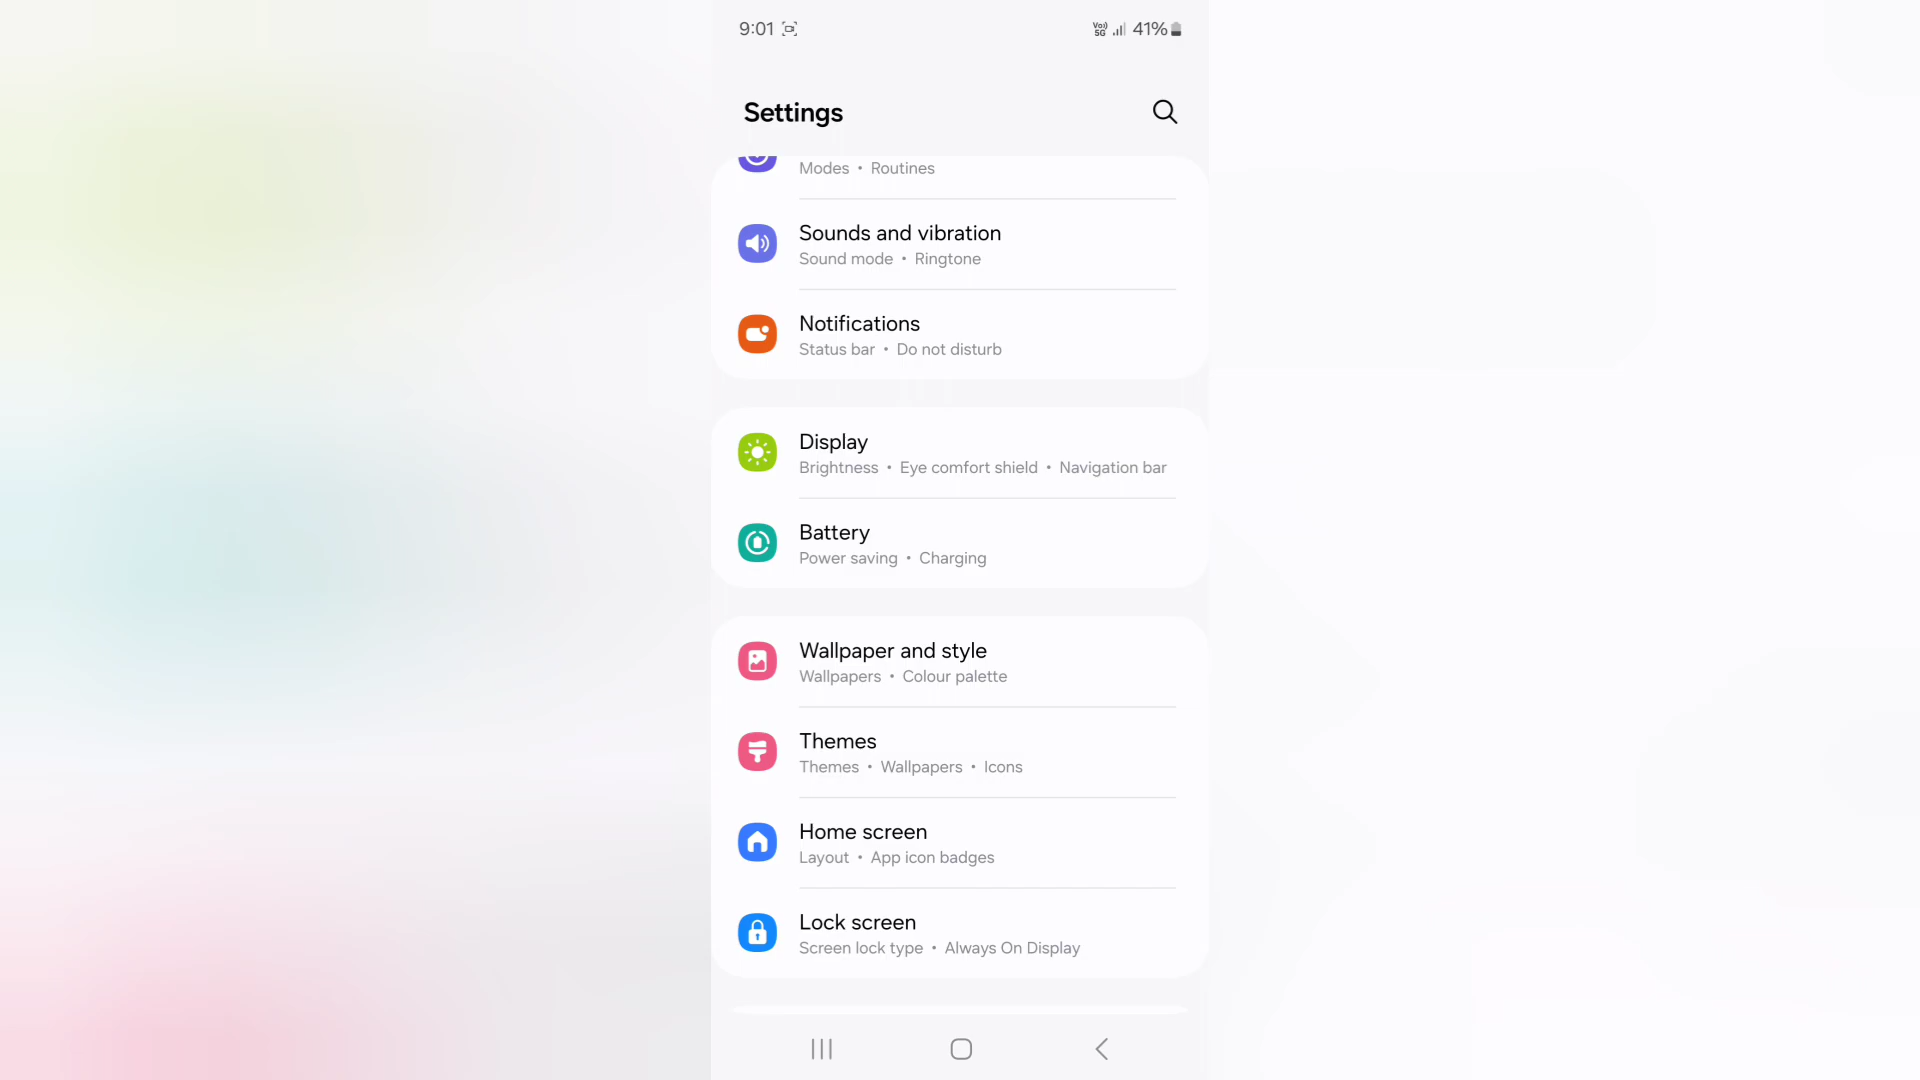 9:01 Vo)) 5G 41%
Settings
Modes • Routines
Sounds and vibration
Sound mode • Ringtone
Notifications
Status bar • Do not disturb
Display
Brightness • Eye comfort shield • Navigation bar
Battery
Power saving • Charging
Wallpaper and style
Wallpapers • Colour palette
Themes
Themes • Wallpapers • Icons
Home screen
Layout • App icon badges
Lock screen
Screen lock type • Always On Display